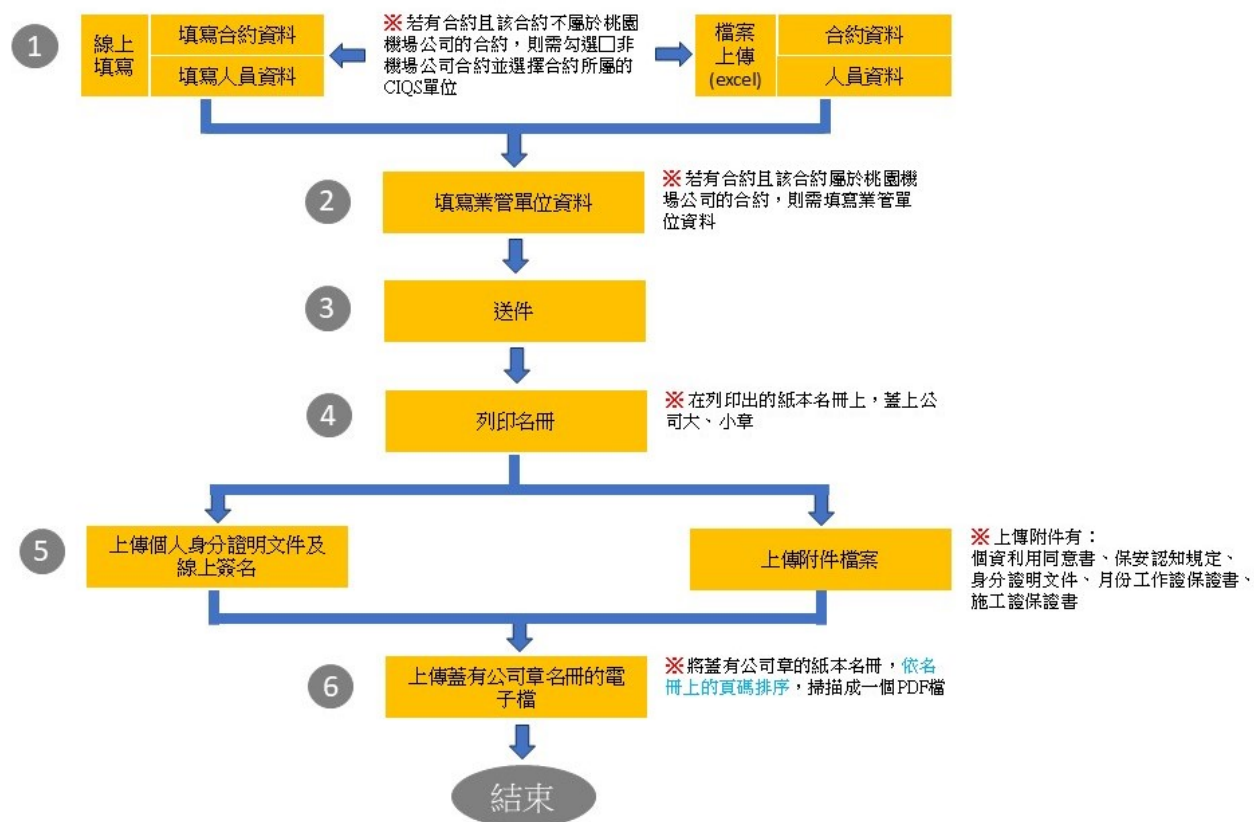 1
線上
填寫
填寫合約資料
填寫人員資料
※ 若有合約且該合約不屬於桃園
機場公司的合約，則需勾選□非
機場公司合約並選擇合約所屬的
CIQS單位
檔案
上傳
(excel)
合約資料
人員資料
2
填寫業管單位資料
※ 若有合約且該合約屬於桃園機
場公司的合約，則需填寫業管單
位資料
3
送件
4
列印名冊
※ 在列印出的紙本名冊上，蓋上公
司大、小章
5
上傳個人身分證明文件及
線上簽名
上傳附件檔案
※ 上傳附件有：
個資利用同意書、保安認知規定、
身分證明文件、月份工作證保證書、
施工證保證書
6
上傳蓋有公司章名冊的電
子檔
※ 將蓋有公司章的紙本名冊，依名
冊上的頁碼排序，掃描成一個PDF檔
結束